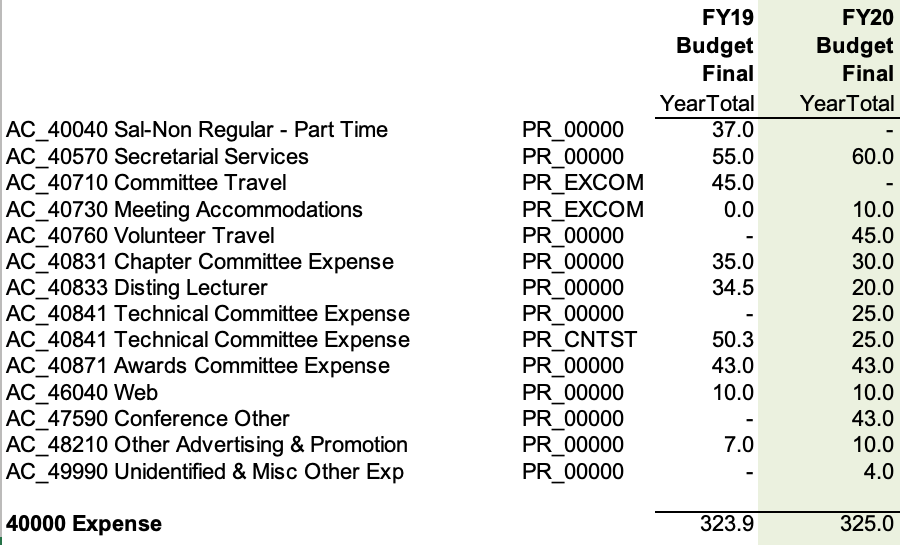 FY19 FY20
Budget Budget
Final Final
YearTotal YearTotal
AC_40040 Sal-Non Regular - Part Time PR_00000 37.0 -
AC_40570 Secretarial Services PR_00000 55.0 60.0
AC_40710 Committee Travel PR_EXCOM 45.0 -
AC_40730 Meeting Accommodations PR_EXCOM 0.0 10.0
AC_40760 Volunteer Travel PR_00000 - 45.0
AC_40831 Chapter Committee Expense PR_00000 35.0 30.0
AC_40833 Disting Lecturer PR_00000 34.5 20.0
AC_40841 Technical Committee Expense PR_00000 - 25.0
AC_40841 Technical Committee Expense PR_CNTST 50.3 25.0
AC_40871 Awards Committee Expense PR_00000 43.0 43.0
AC_46040 Web PR_00000 10.0 10.0
AC_47590 Conference Other PR_00000 - 43.0
AC_48210 Other Advertising & Promotion PR_00000 7.0 10.0
AC_49990 Unidentified & Misc Other Exp PR_00000 - 4.0
40000 Expense 323.9 325.0